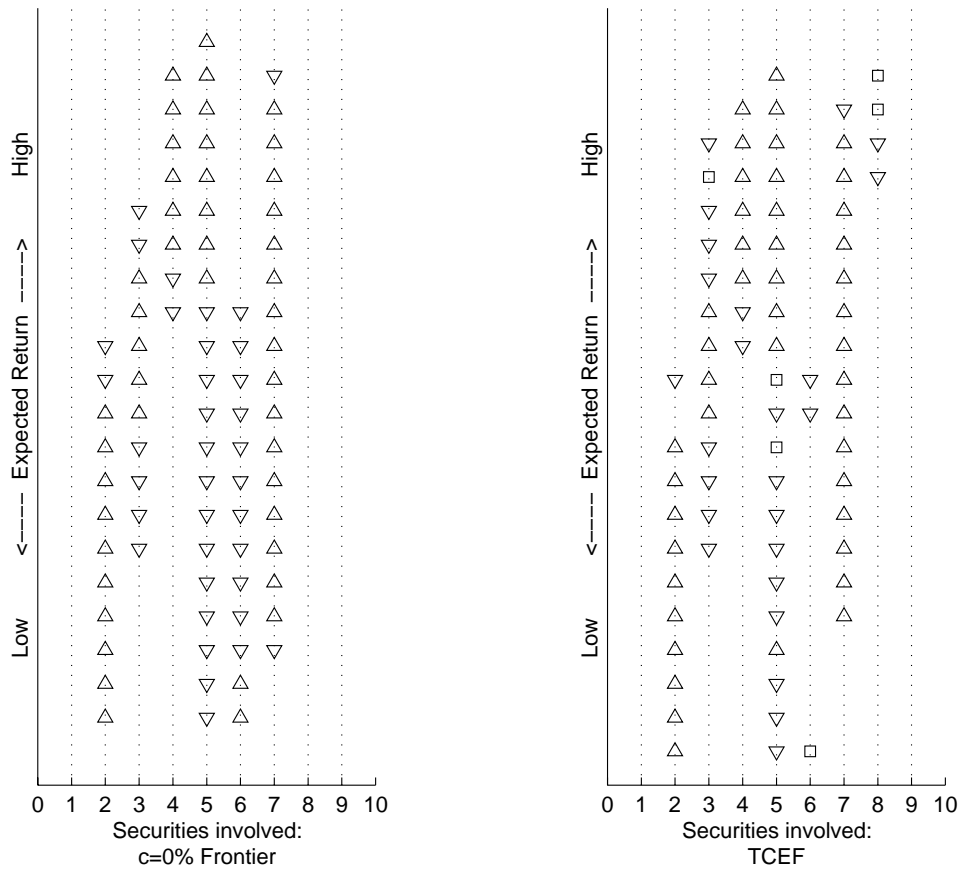 <----- Expected Return ----->
Low
High
0 1 2 3 4 5 6 7 8 9 10
Securities involved:
c=0% Frontier
<----- Expected Return ----->
Low
High
0 1 2 3 4 5 6 7 8 9 10
Securities involved:
TCEF